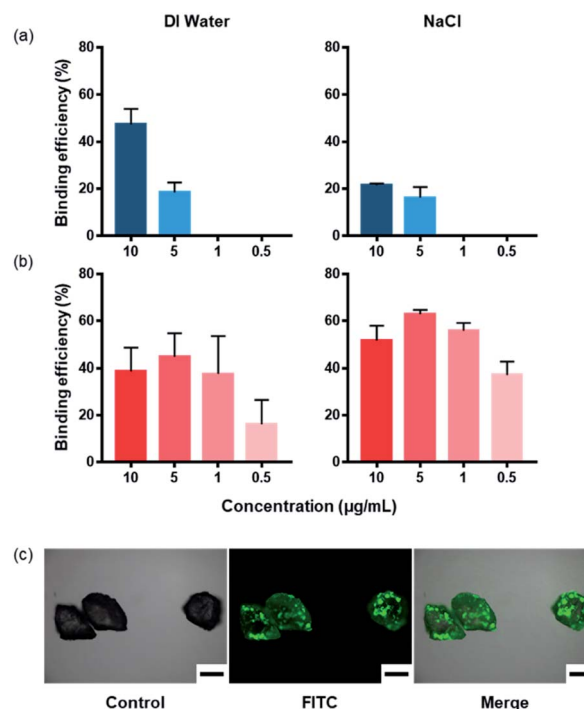 DI Water NaCl
(a)
Binding efficiency (%)
80 80
60 60
40 40
20 20
0 0
10 5 1 0.5 10 5 1 0.5
(b)
Binding efficiency (%)
80 80
60 60
40 40
20 20
0 0
10 5 1 0.5 10 5 1 0.5
Concentration (µg/mL)
(c)
Control FITC Merge